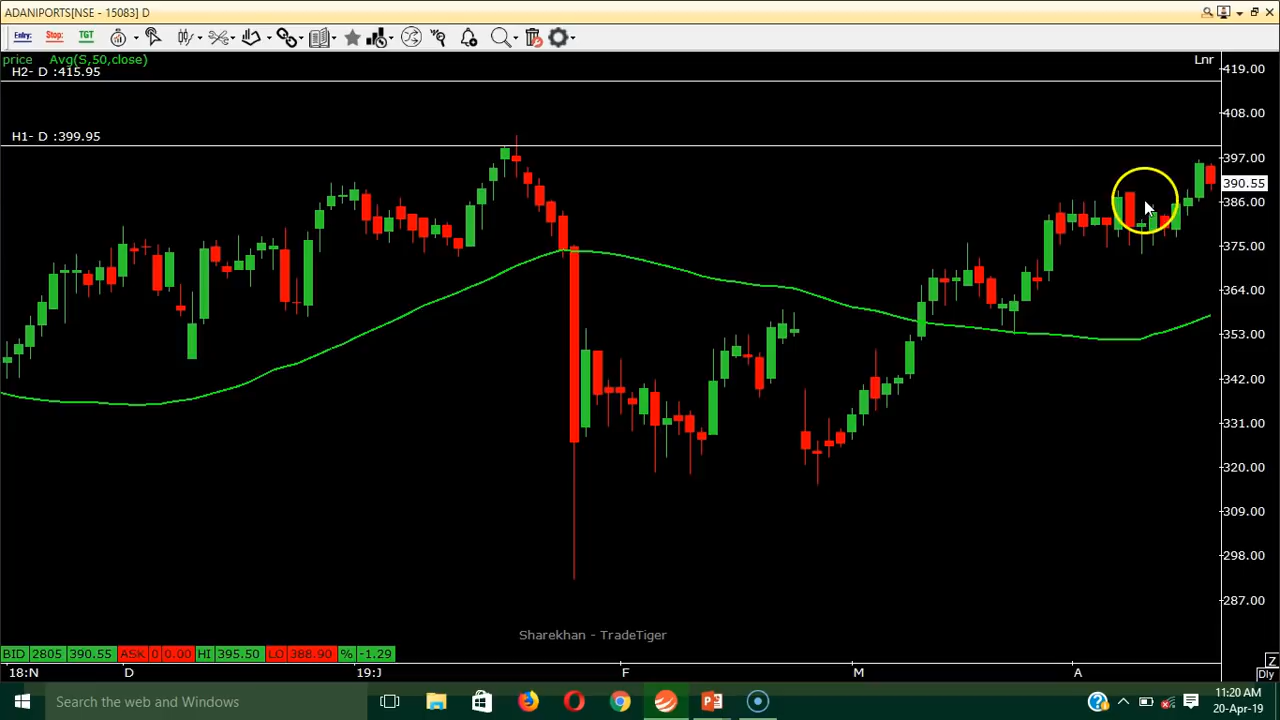 ADANIPORTS[NSE - 15083] D
Entry: Stop: TGT
price Avg(S,50,close)
Lnr
H2- D :415.95
H1- D :399.95
419.00
408.00
397.00
390.55
386.00
375.00
364.00
353.00
342.00
331.00
320.00
309.00
298.00
287.00
Sharekhan - TradeTiger
BID 2805 390.55 ASK 0 0.00 HI 395.50 LO 388.90 % -1.29
Z
18:N D 19:J F M A Dly
Search the web and Windows
11:20 AM
20-Apr-19